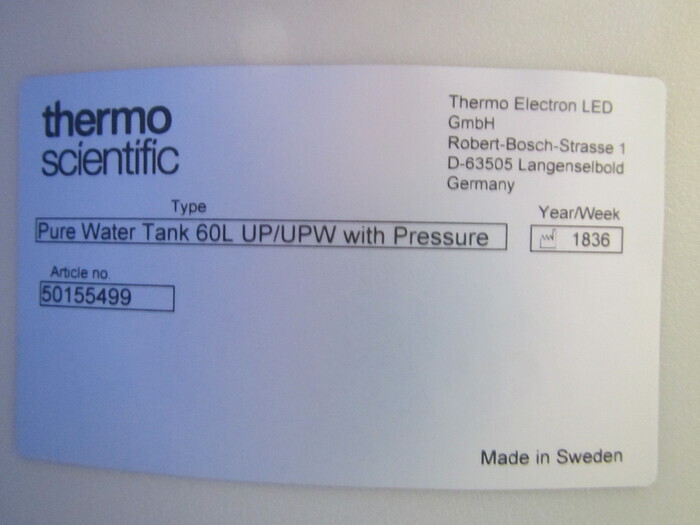 thermo
scientific
Thermo Electron LED
GmbH
Robert-Bosch-Strasse 1
D-63505 Langenselbold
Germany
Type
Pure Water Tank 60L UP/UPW with Pressure
Year/Week
1836
Article no.
50155499
Made in Sweden